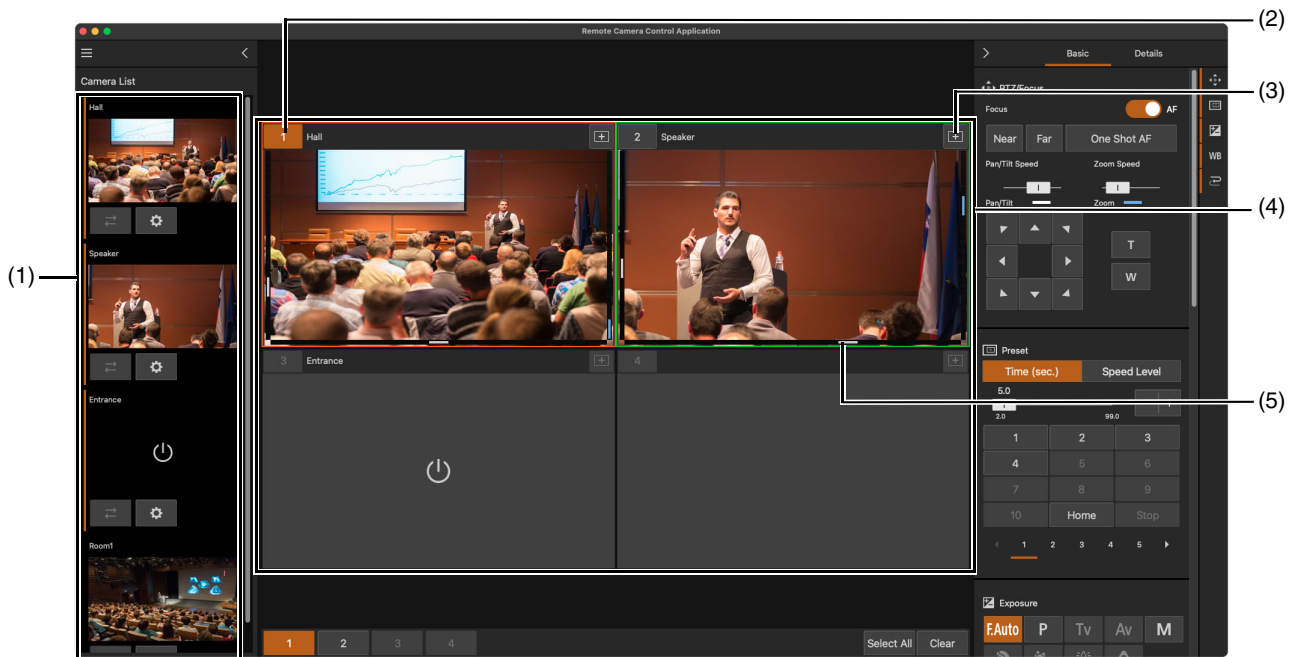 Remote Camera Control Application
(2)
Basic Details
Camera List
(1)
Hall
Speaker
Entrance
Room1
1 Hall
2 Speaker
3 Entrance
4
1 2 3 4
Select All Clear
PTZ/Focus
Focus AF
(3)
Near Far One Shot AF
WB
Pan/Tilt Speed Zoom Speed
Pan/Tilt Zoom
(4)
T
W
Preset
Time (sec.) Speed Level
5.0
(5)
2.0 99.0
1 2 3
4 5 6
7 8 9
10 Home Stop
1 2 3 4 5
Exposure
F.Auto P Tv Av M